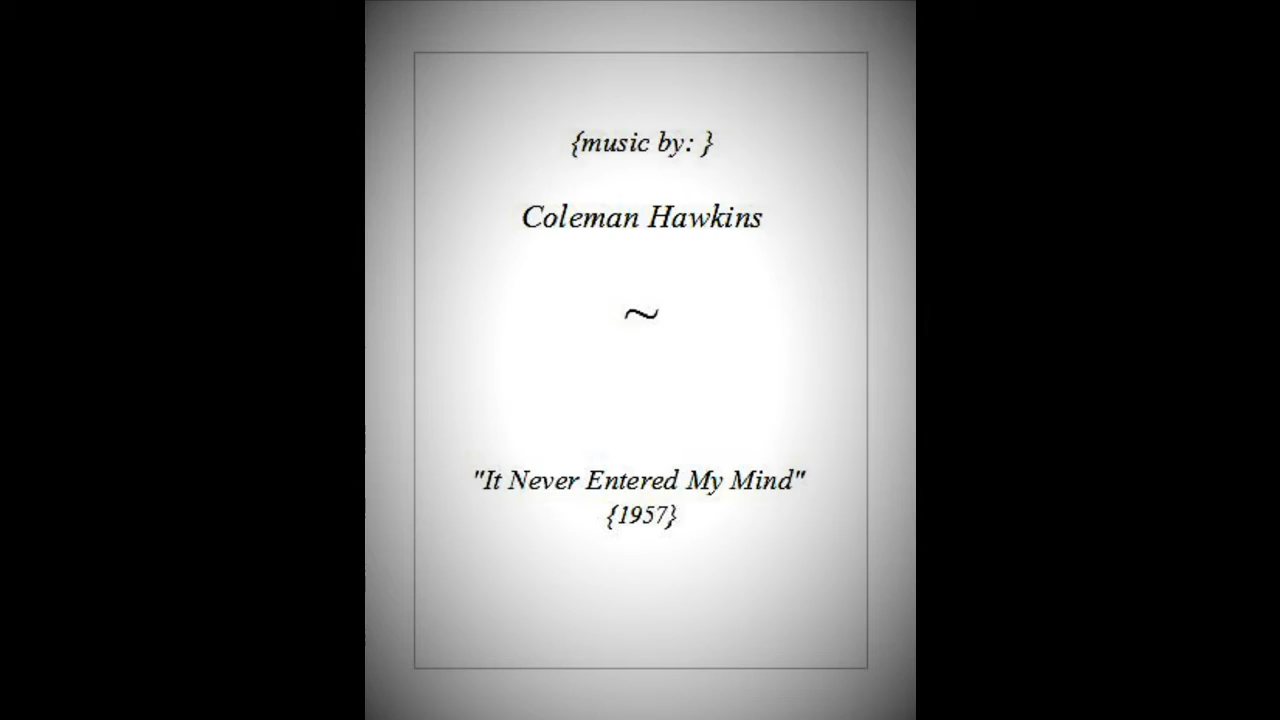 {music by: }
Coleman Hawkins
~
"It Never Entered My Mind"
{1957}